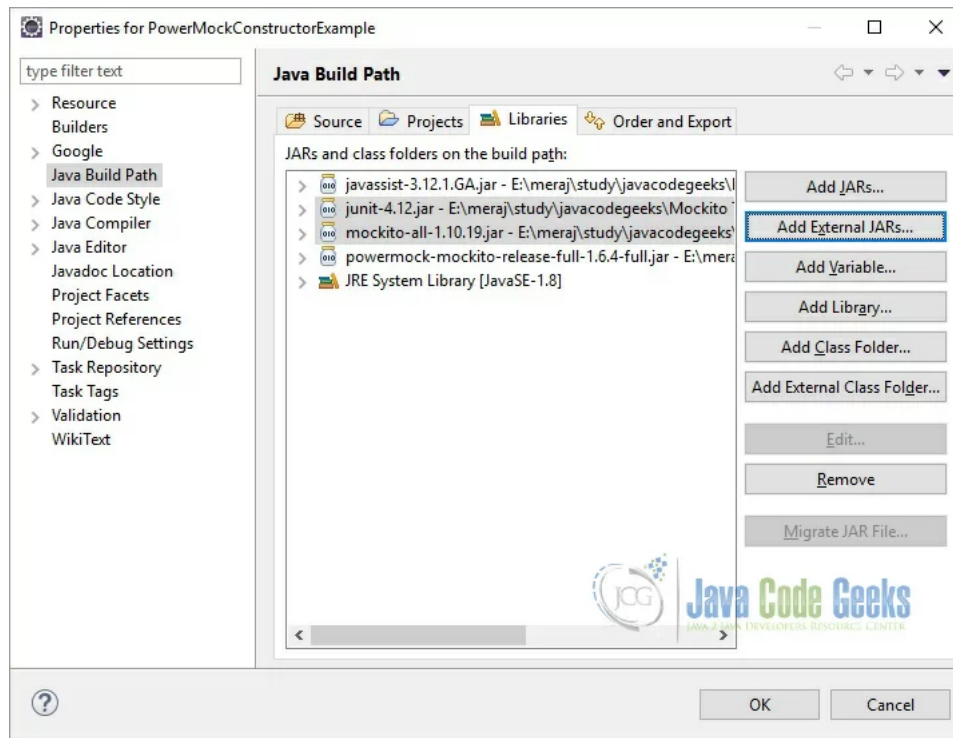 Properties for PowerMockConstructorExample
type filter text
Resource
Builders
Google
Java Build Path
Java Code Style
Java Compiler
Java Editor
Javadoc Location
Project Facets
Project References
Run/Debug Settings
Task Repository
Task Tags
Validation
WikiText
Java Build Path
Source Projects Libraries Order and Export
JARs and class folders on the build path:
javassist-3.12.1.GA.jar - E:\meraj\study\javacodegeeks\
junit-4.12.jar - E:\meraj\study\javacodegeeks\Mockito
mockito-all-1.10.19.jar - E:\meraj\study\javacodegeeks\
powermock-mockito-release-full-1.6.4-full.jar - E:\mera
JRE System Library [JavaSE-1.8]
Add JARs...
Add External JARs...
Add Variable...
Add Library...
Add Class Folder...
Add External Class Folder...
Edit...
Remove
Migrate JAR File...
JCG
Java Code Geeks
JAVA 2 JAVA DEVELOPERS RESOURCE CENTER
?
OK
Cancel